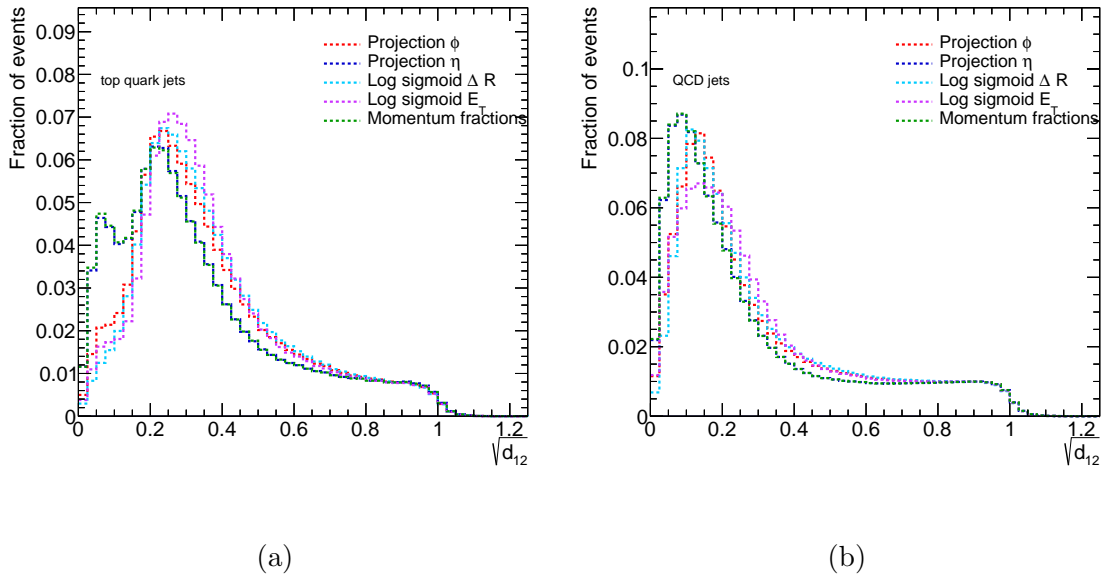 Fraction of events
0.09
0.08
0.07
0.06
0.05
0.04
0.03
0.02
0.01
0
top quark jets
Projection ϕ
Projection η
Log sigmoid Δ R
Log sigmoid E_T
Momentum fractions
0 0.2 0.4 0.6 0.8 1 1.2
√d_12
(a)
Fraction of events
0.1
0.08
0.06
0.04
0.02
0
QCD jets
Projection ϕ
Projection η
Log sigmoid Δ R
Log sigmoid E_T
Momentum fractions
0 0.2 0.4 0.6 0.8 1 1.2
√d_12
(b)